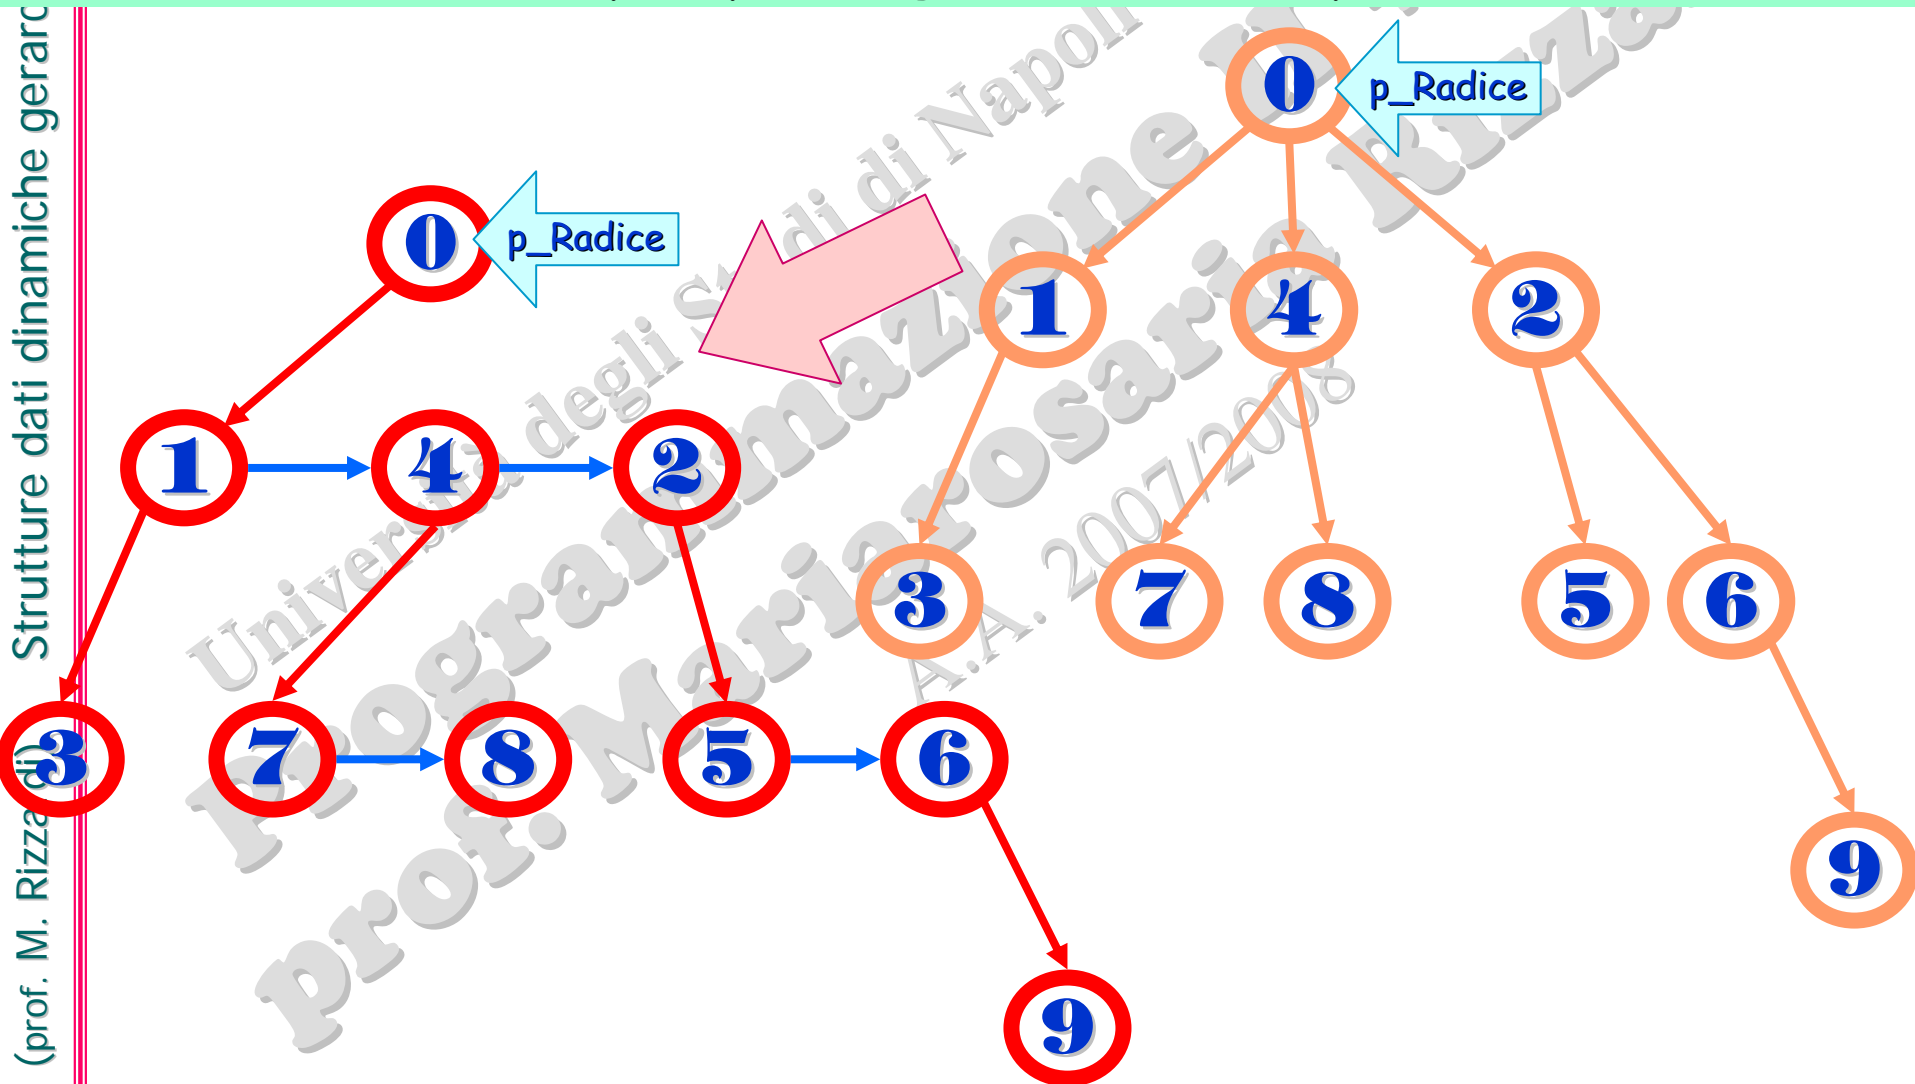 Strutture dati dinamiche gerarc
(prof. M. Rizzardi)
Università degli Studi di Napoli
Programmazione II
prof. Mariarosaria Rizza
A.A. 2007/2008
0
p_Radice
1
4
2
3
7
8
5
6
9
0
p_Radice
1
4
2
3
7
8
5
6
9